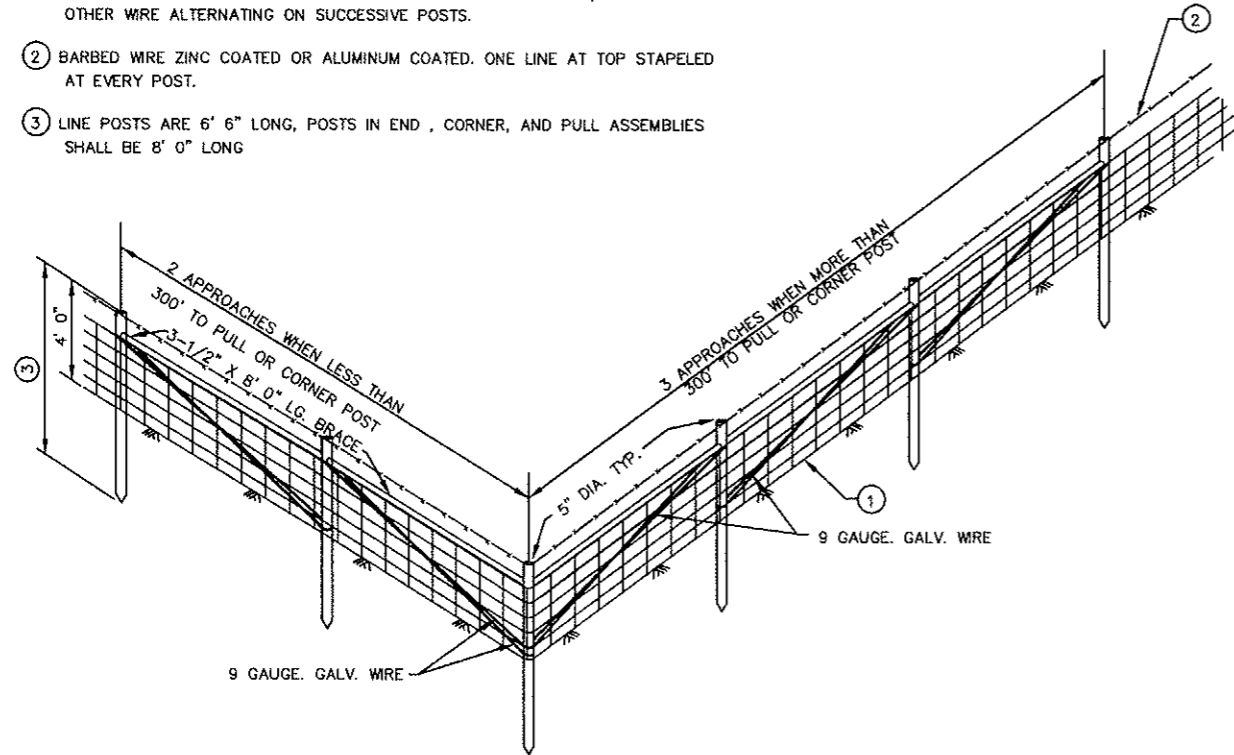 OTHER WIRE ALTERNATING ON SUCCESSIVE POSTS.
2 BARBED WIRE ZINC COATED OR ALUMINUM COATED. ONE LINE AT TOP STAPELED
AT EVERY POST.
3 LINE POSTS ARE 6' 6" LONG, POSTS IN END , CORNER, AND PULL ASSEMBLIES
SHALL BE 8' 0" LONG
2
2 APPROACHES WHEN LESS THAN
300' TO PULL OR CORNER POST
3-1/2" X 8' 0" LG. BRACE
3 APPROACHES WHEN MORE THAN
300' TO PULL OR CORNER POST
3
4' 0"
5" DIA. TYP.
1
9 GAUGE. GALV. WIRE
9 GAUGE. GALV. WIRE